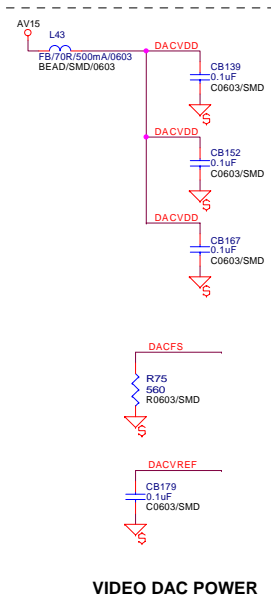 AV15
L43
FB/70R/500mA/0603
BEAD/SMD/0603
DACVDD
CB139
0.1uF
C0603/SMD
S
DACVDD
CB152
0.1uF
C0603/SMD
S
DACVDD
CB167
0.1uF
C0603/SMD
S
DACFS
R75
560
R0603/SMD
S
DACVREF
CB179
0.1uF
C0603/SMD
S
VIDEO DAC POWER